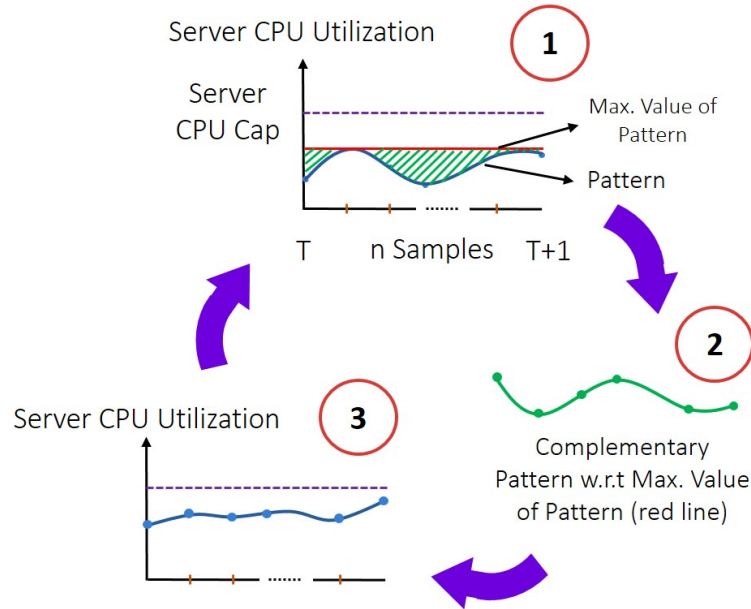 Server CPU Utilization
1
Server
CPU Cap
Max. Value of
Pattern
Pattern
T
n Samples
T+1
2
Complementary
Pattern w.r.t Max. Value
of Pattern (red line)
Server CPU Utilization
3